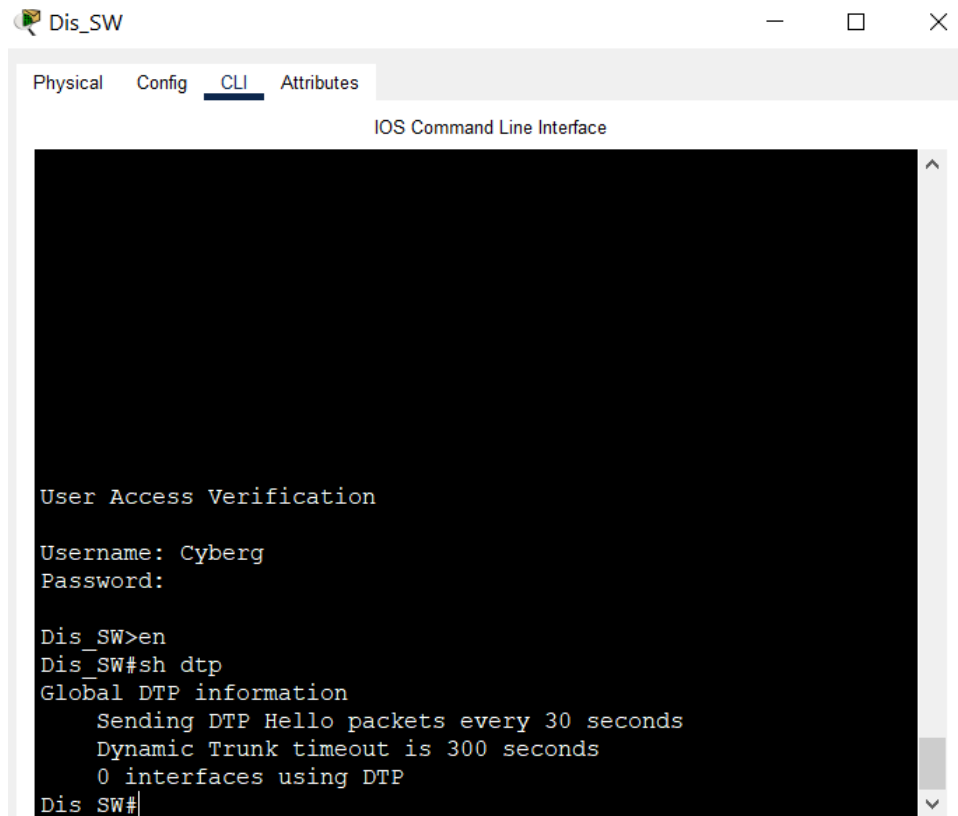 Dis_SW
Physical Config CLI Attributes
IOS Command Line Interface
User Access Verification
Username: Cyberg
Password:
Dis_SW>en
Dis_SW#sh dtp
Global DTP information
Sending DTP Hello packets every 30 seconds
Dynamic Trunk timeout is 300 seconds
0 interfaces using DTP
Dis_SW#